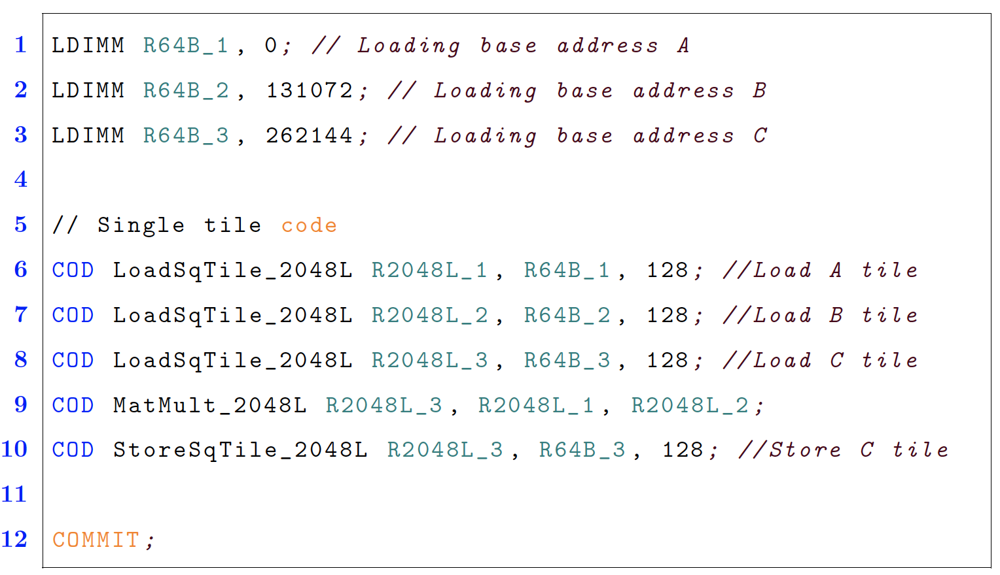 1 LDIMM R64B_1, 0; // Loading base address A
2 LDIMM R64B_2, 131072; // Loading base address B
3 LDIMM R64B_3, 262144; // Loading base address C
4
5 // Single tile code
6 COD LoadSqTile_2048L R2048L_1, R64B_1, 128; //Load A tile
7 COD LoadSqTile_2048L R2048L_2, R64B_2, 128; //Load B tile
8 COD LoadSqTile_2048L R2048L_3, R64B_3, 128; //Load C tile
9 COD MatMult_2048L R2048L_3, R2048L_1, R2048L_2;
10 COD StoreSqTile_2048L R2048L_3, R64B_3, 128; //Store C tile
11
12 COMMIT;